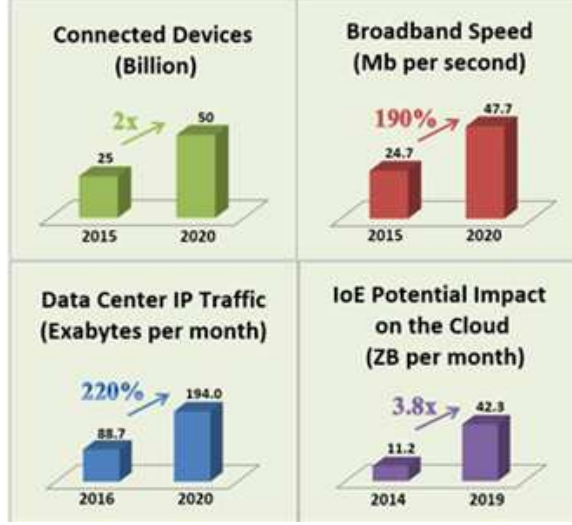 Connected Devices
(Billion)
2x
25
50
2015
2020
Broadband Speed
(Mb per second)
190%
24.7
47.7
2015
2020
Data Center IP Traffic
(Exabytes per month)
220%
88.7
194.0
2016
2020
IoE Potential Impact
on the Cloud
(ZB per month)
3.8x
11.2
42.3
2014
2019